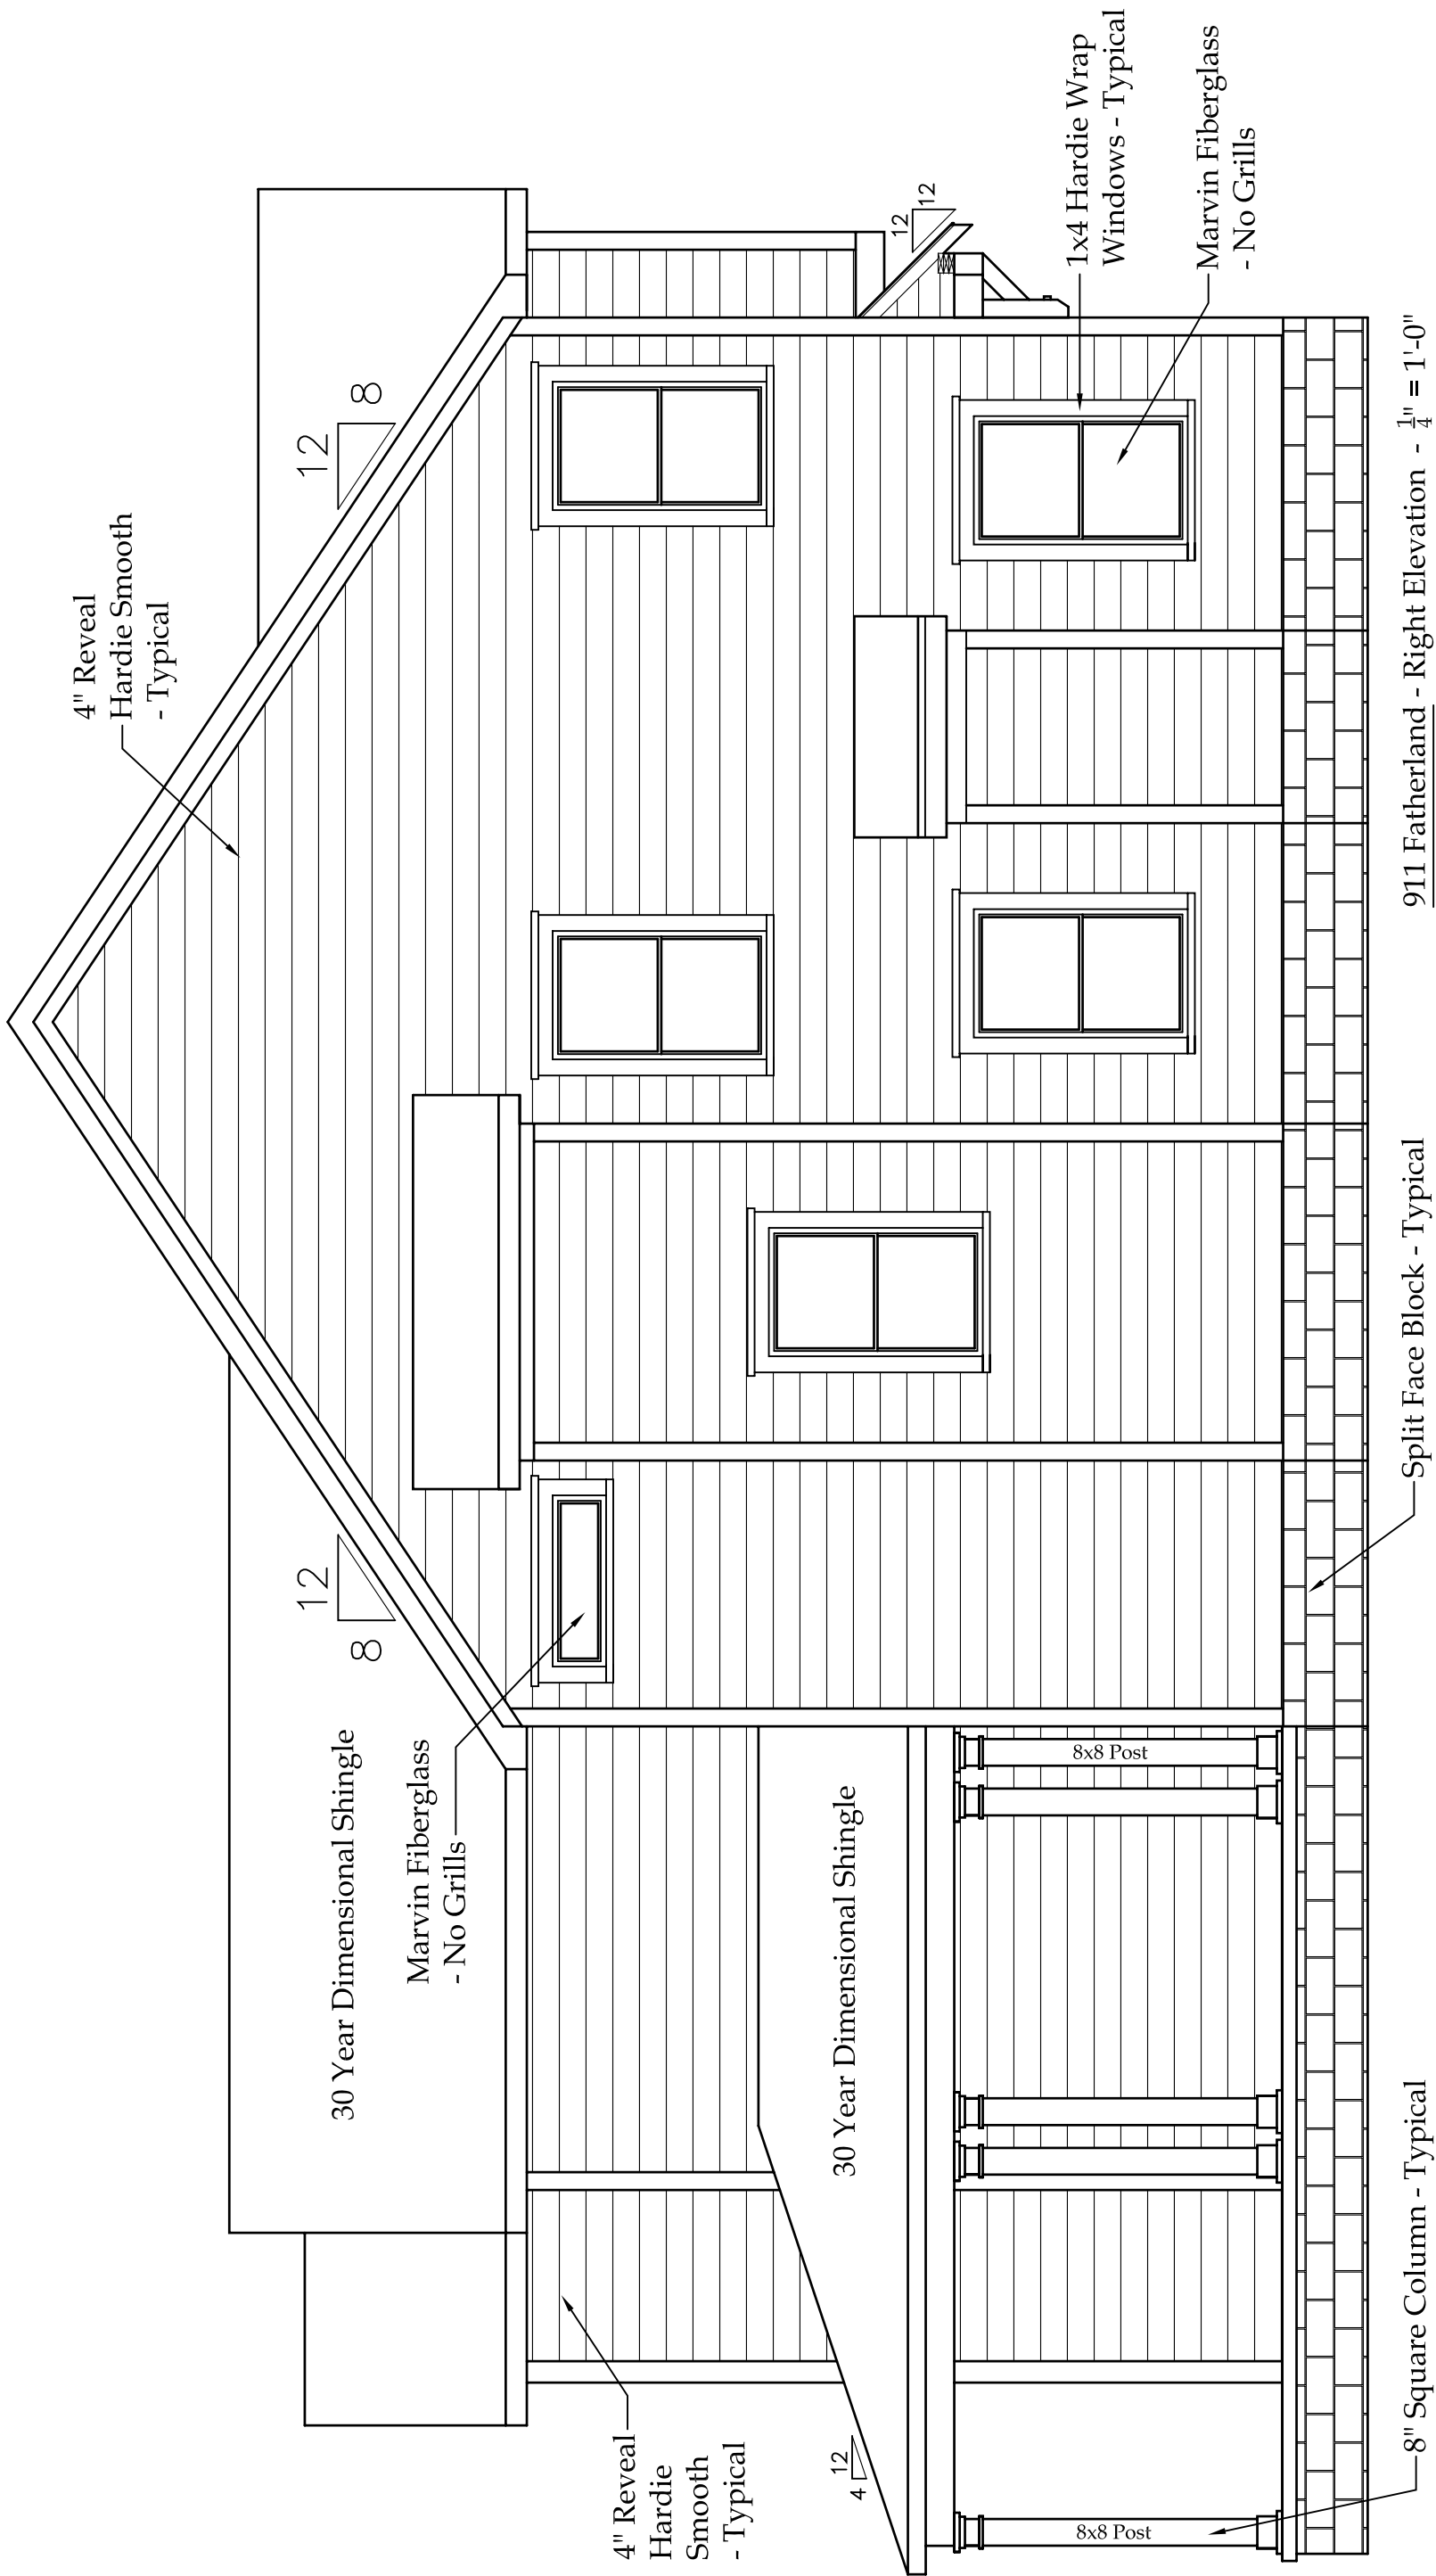 4" Reveal
Hardie Smooth
- Typical
12
8
12
8
30 Year Dimensional Shingle
Marvin Fiberglass
- No Grills
4" Reveal
Hardie
Smooth
- Typical
30 Year Dimensional Shingle
12
4
12
12
1x4 Hardie Wrap
Windows - Typical
Marvin Fiberglass
- No Grills
8x8 Post
8x8 Post
8" Square Column - Typical
Split Face Block - Typical
911 Fatherland - Right Elevation - 1/4" = 1'-0"